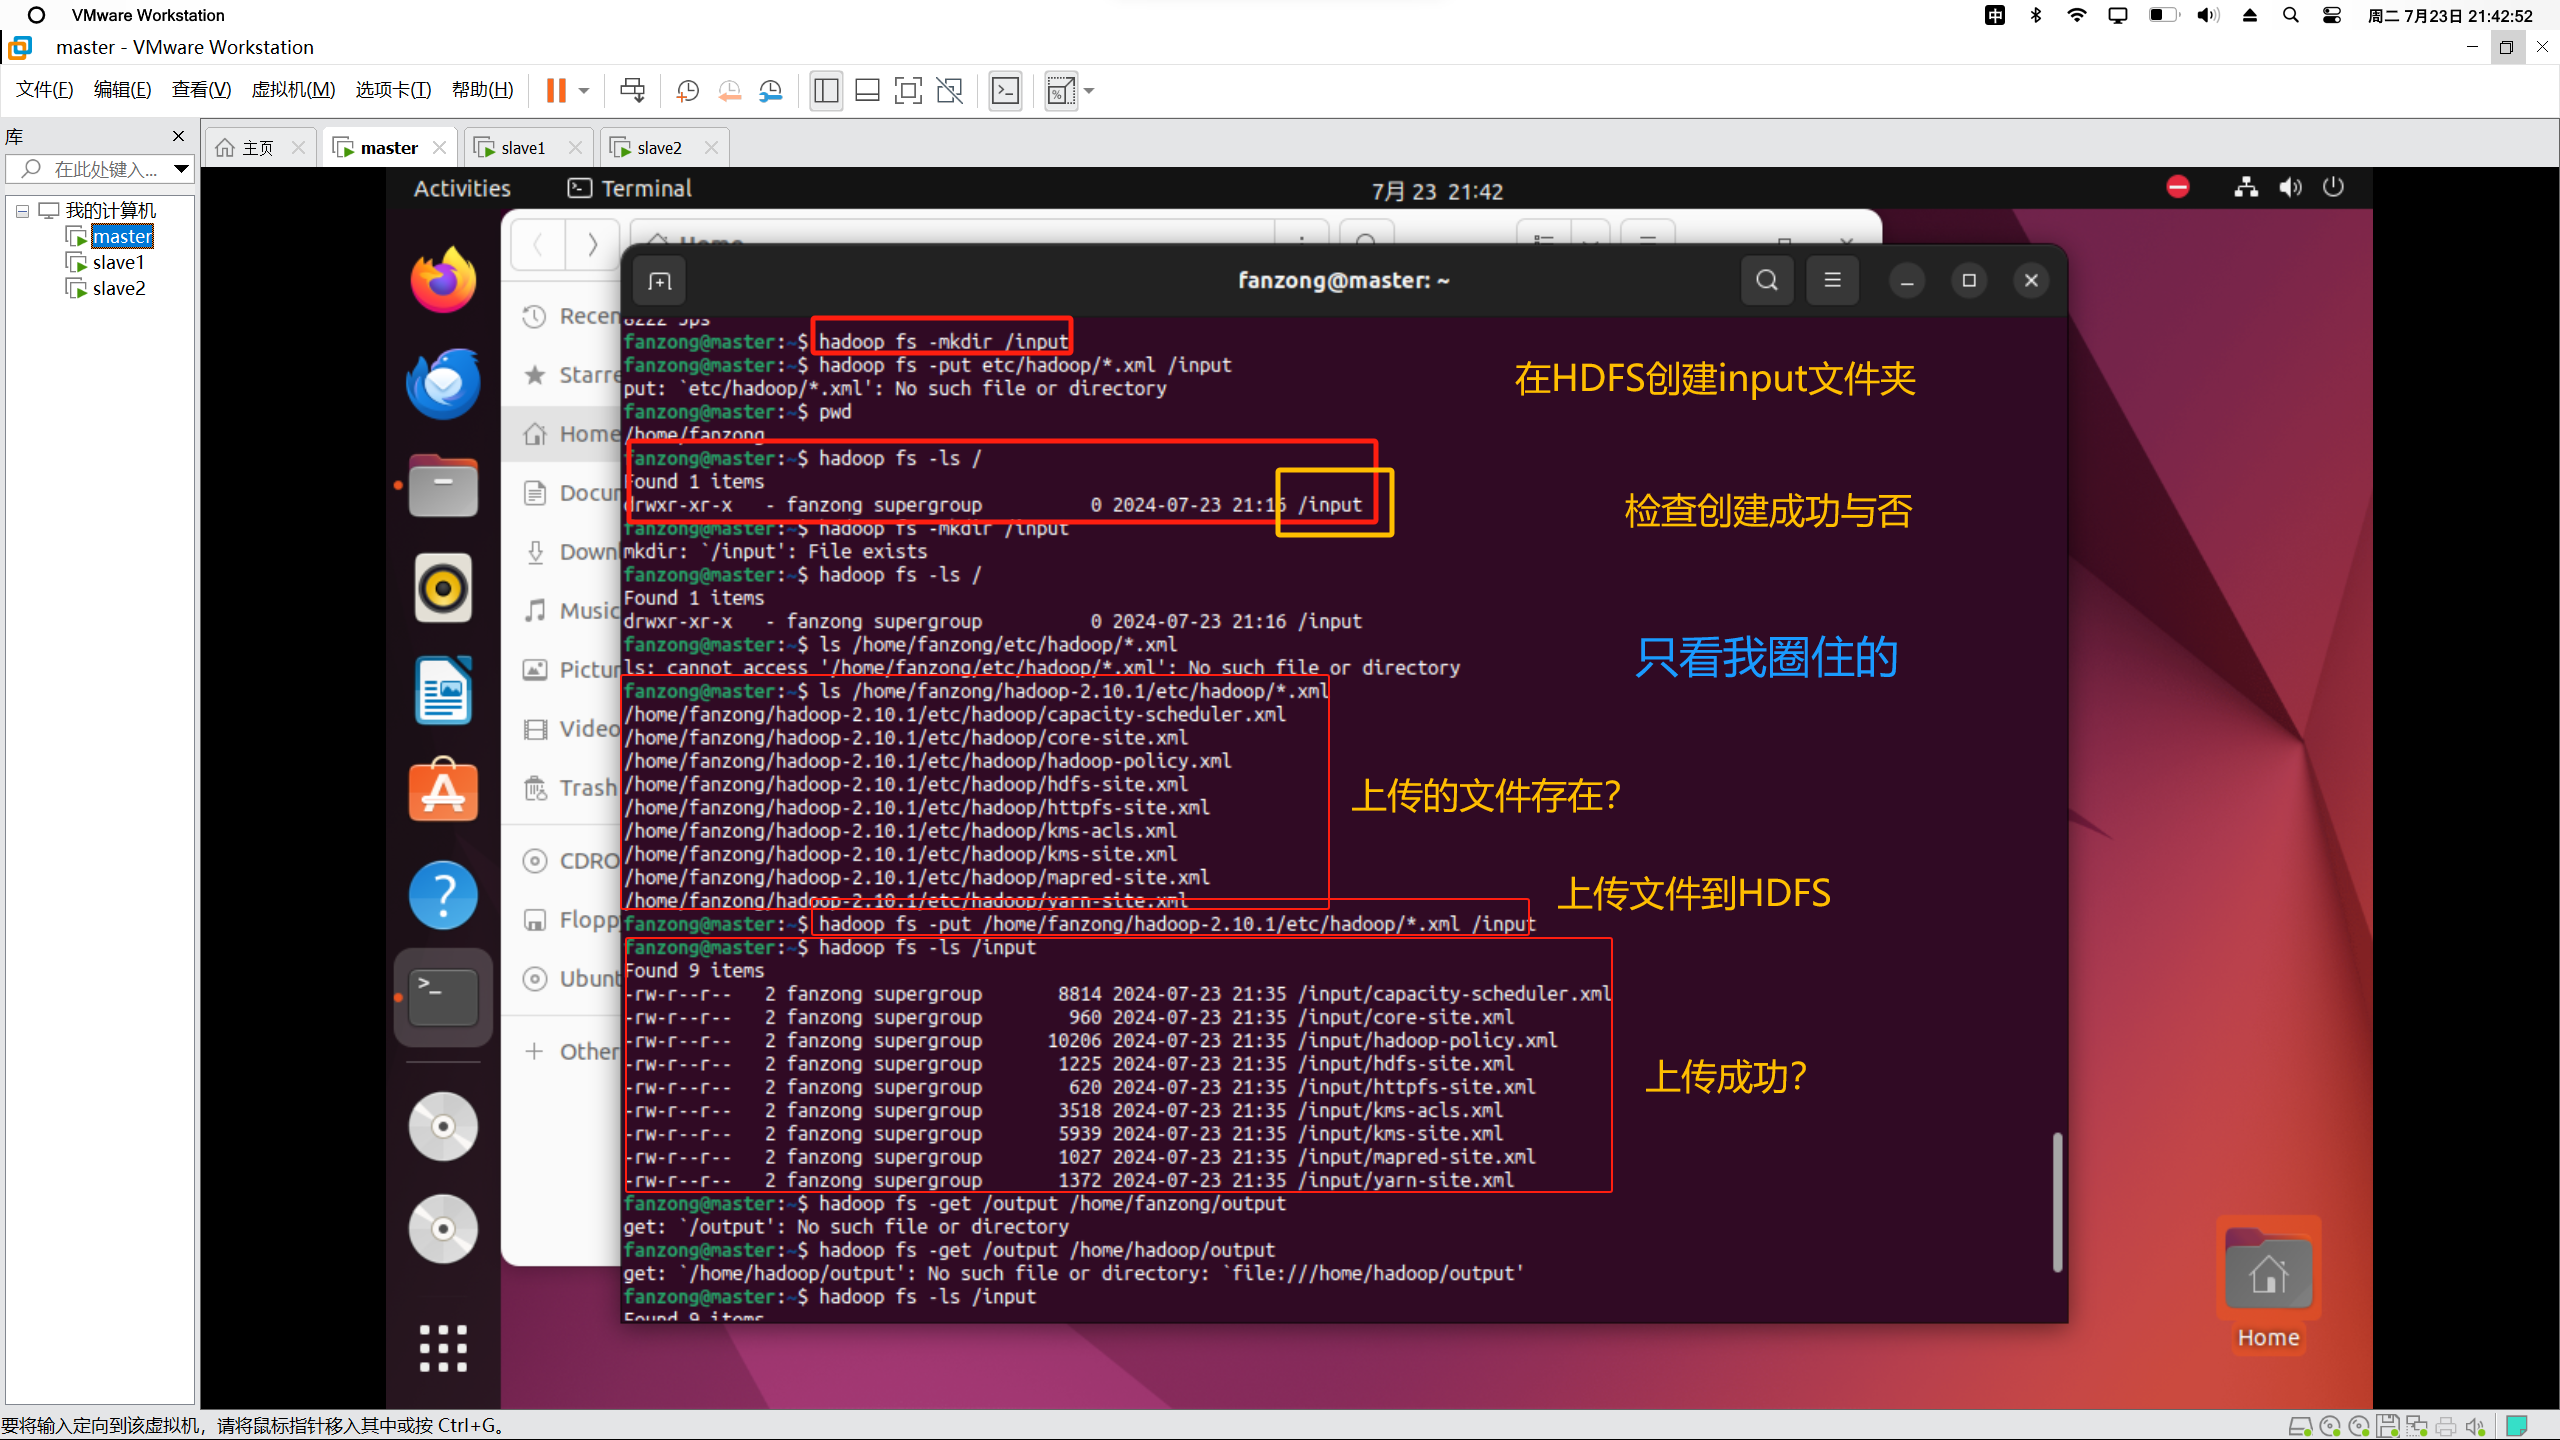 VMware Workstation
中
周二 7月23日 21:42:52
master - VMware Workstation
文件(F) 编辑(E) 查看(V) 虚拟机(M) 选项卡(T) 帮助(H)
库
主页
master
slave1
slave2
在此处键入...
我的计算机
master
slave1
slave2
Activities
Terminal
7月 23 21:42
Home
fanzong@master: ~
Recen
Starre
Home
Docum
Downl
Music
Pictur
Video
Trash
CDRO
Floppy
Ubunt
Other
8222 Jps
fanzong@master:~$ hadoop fs -mkdir /input
fanzong@master:~$ hadoop fs -put etc/hadoop/*.xml /input
put: `etc/hadoop/*.xml': No such file or directory
fanzong@master:~$ pwd
/home/fanzong
fanzong@master:~$ hadoop fs -ls /
Found 1 items
drwxr-xr-x   - fanzong supergroup          0 2024-07-23 21:16 /input
fanzong@master:~$ hadoop fs -mkdir /input
mkdir: `/input': File exists
fanzong@master:~$ hadoop fs -ls /
Found 1 items
drwxr-xr-x   - fanzong supergroup          0 2024-07-23 21:16 /input
fanzong@master:~$ ls /home/fanzong/etc/hadoop/*.xml
ls: cannot access '/home/fanzong/etc/hadoop/*.xml': No such file or directory
fanzong@master:~$ ls /home/fanzong/hadoop-2.10.1/etc/hadoop/*.xml
/home/fanzong/hadoop-2.10.1/etc/hadoop/capacity-scheduler.xml
/home/fanzong/hadoop-2.10.1/etc/hadoop/core-site.xml
/home/fanzong/hadoop-2.10.1/etc/hadoop/hadoop-policy.xml
/home/fanzong/hadoop-2.10.1/etc/hadoop/hdfs-site.xml
/home/fanzong/hadoop-2.10.1/etc/hadoop/httpfs-site.xml
/home/fanzong/hadoop-2.10.1/etc/hadoop/kms-acls.xml
/home/fanzong/hadoop-2.10.1/etc/hadoop/kms-site.xml
/home/fanzong/hadoop-2.10.1/etc/hadoop/mapred-site.xml
/home/fanzong/hadoop-2.10.1/etc/hadoop/yarn-site.xml
fanzong@master:~$ hadoop fs -put /home/fanzong/hadoop-2.10.1/etc/hadoop/*.xml /input
fanzong@master:~$ hadoop fs -ls /input
Found 9 items
-rw-r--r--   2 fanzong supergroup       8814 2024-07-23 21:35 /input/capacity-scheduler.xml
-rw-r--r--   2 fanzong supergroup        960 2024-07-23 21:35 /input/core-site.xml
-rw-r--r--   2 fanzong supergroup      10206 2024-07-23 21:35 /input/hadoop-policy.xml
-rw-r--r--   2 fanzong supergroup       1225 2024-07-23 21:35 /input/hdfs-site.xml
-rw-r--r--   2 fanzong supergroup        620 2024-07-23 21:35 /input/httpfs-site.xml
-rw-r--r--   2 fanzong supergroup       3518 2024-07-23 21:35 /input/kms-acls.xml
-rw-r--r--   2 fanzong supergroup       5939 2024-07-23 21:35 /input/kms-site.xml
-rw-r--r--   2 fanzong supergroup       1027 2024-07-23 21:35 /input/mapred-site.xml
-rw-r--r--   2 fanzong supergroup       1372 2024-07-23 21:35 /input/yarn-site.xml
fanzong@master:~$ hadoop fs -get /output /home/fanzong/output
get: `/output': No such file or directory
fanzong@master:~$ hadoop fs -get /output /home/hadoop/output
get: `/home/hadoop/output': No such file or directory: `file:///home/hadoop/output'
fanzong@master:~$ hadoop fs -ls /input
Found 9 items
在HDFS创建input文件夹
检查创建成功与否
只看我圈住的
上传的文件存在?
上传文件到HDFS
上传成功?
Home
要将输入定向到该虚拟机，请将鼠标指针移入其中或按 Ctrl+G。